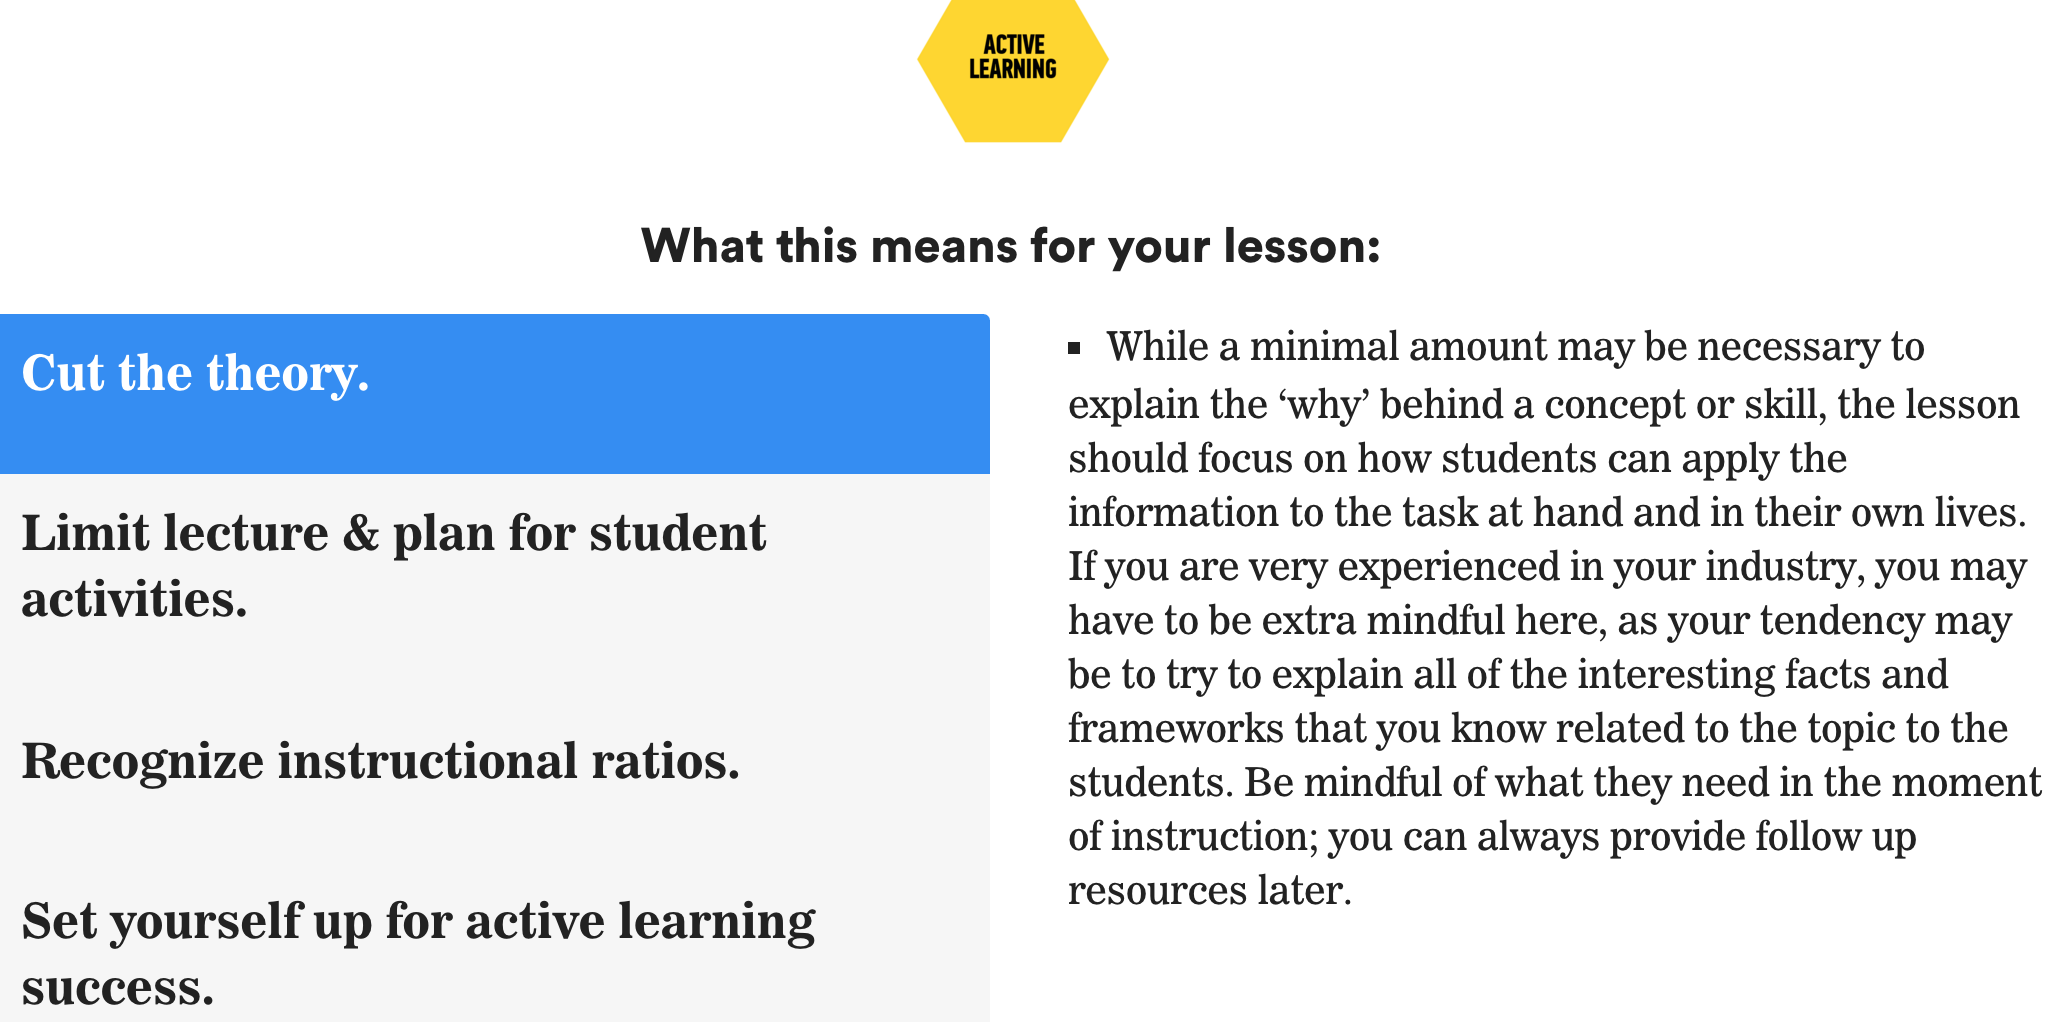 ACTIVE
LEARNING
What this means for your lesson:
Cut the theory.
Limit lecture & plan for student
activities.
Recognize instructional ratios.
Set yourself up for active learning
success.
▪ While a minimal amount may be necessary to
explain the ‘why’ behind a concept or skill, the lesson
should focus on how students can apply the
information to the task at hand and in their own lives.
If you are very experienced in your industry, you may
have to be extra mindful here, as your tendency may
be to try to explain all of the interesting facts and
frameworks that you know related to the topic to the
students. Be mindful of what they need in the moment
of instruction; you can always provide follow up
resources later.